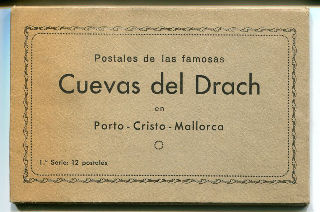 Postales de las famosas
Cuevas del Drach
en
Porto - Cristo - Mallorca
1.ª Serie: 12 postales